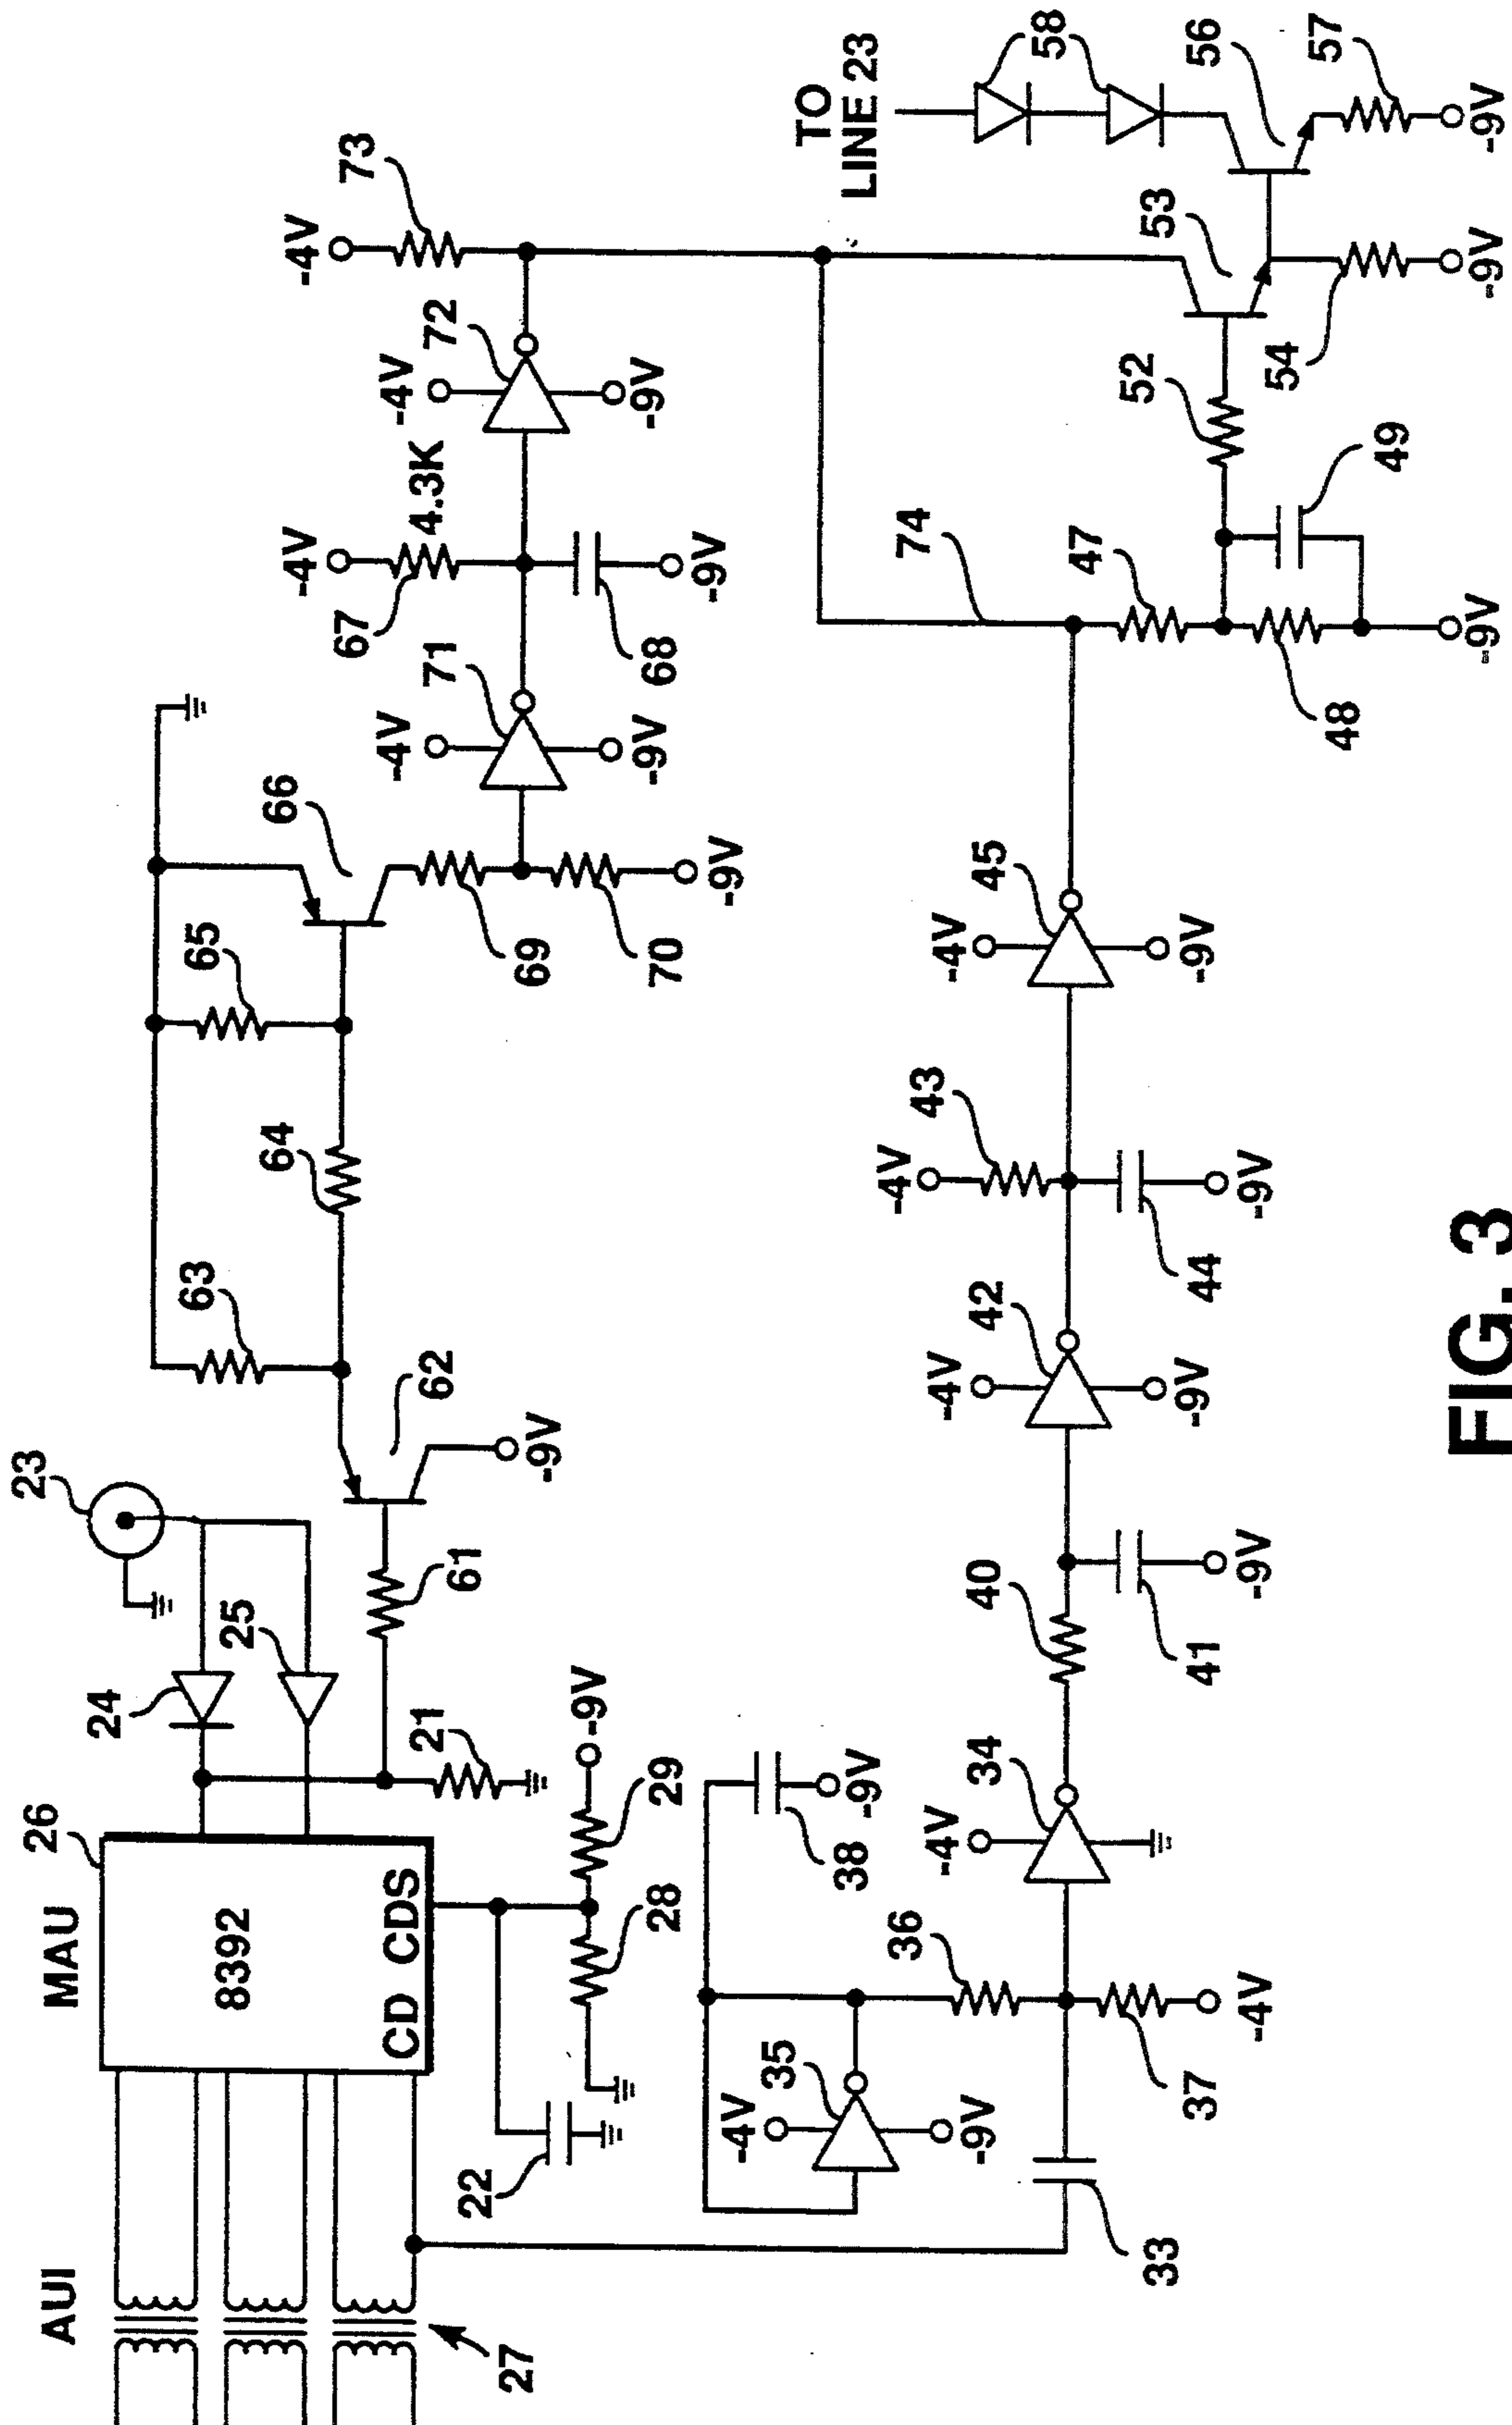 AUI
27
MAU
26
8392
CD CDS
22
28
29
-9V
24
25
21
23
61
62
-9V
63
64
65
66
69
70
-9V
71
-4V
-9V
67
-4V
4.3K
68
-9V
72
-4V
-9V
73
-4V
TO
LINE 23
58
56
57
-9V
53
54
-9V
52
49
74
47
48
-9V
45
-4V
-9V
43
-4V
44
-9V
42
-4V
-9V
40
41
-9V
34
-4V
38
-9V
36
37
-4V
35
-4V
-9V
33
FIG. 3